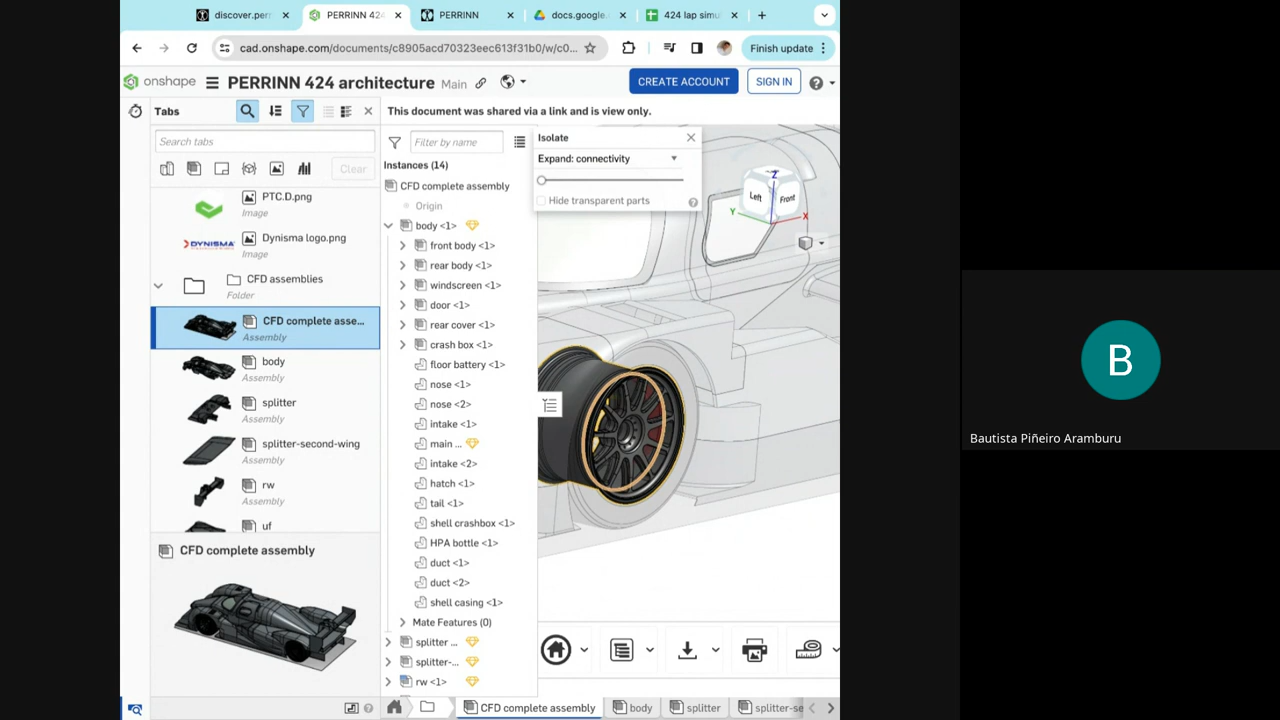 discover.perr
PERRINN 424
PERRINN
docs.google.
424 lap simu
cad.onshape.com/documents/c8905acd70323eec613f31b0/w/c0...
Finish update
onshape
PERRINN 424 architecture
Main
CREATE ACCOUNT
SIGN IN
Tabs
This document was shared via a link and is view only.
Search tabs
Clear
PTC.D.png
Image
DYNISMA
Dynisma logo.png
Image
CFD assemblies
Folder
CFD complete asse...
Assembly
body
Assembly
splitter
Assembly
splitter-second-wing
Assembly
rw
Assembly
uf
CFD complete assembly
Filter by name
Instances (14)
CFD complete assembly
Origin
body <1>
front body <1>
rear body <1>
windscreen <1>
door <1>
rear cover <1>
crash box <1>
floor battery <1>
nose <1>
nose <2>
intake <1>
main ...
intake <2>
hatch <1>
tail <1>
shell crashbox <1>
HPA bottle <1>
duct <1>
duct <2>
shell casing <1>
Mate Features (0)
splitter ...
splitter-...
rw <1>
Isolate
Expand: connectivity
Hide transparent parts
Z
Left
Front
Y
X
CFD complete assembly
body
splitter
splitter-se
B
Bautista Piñeiro Aramburu